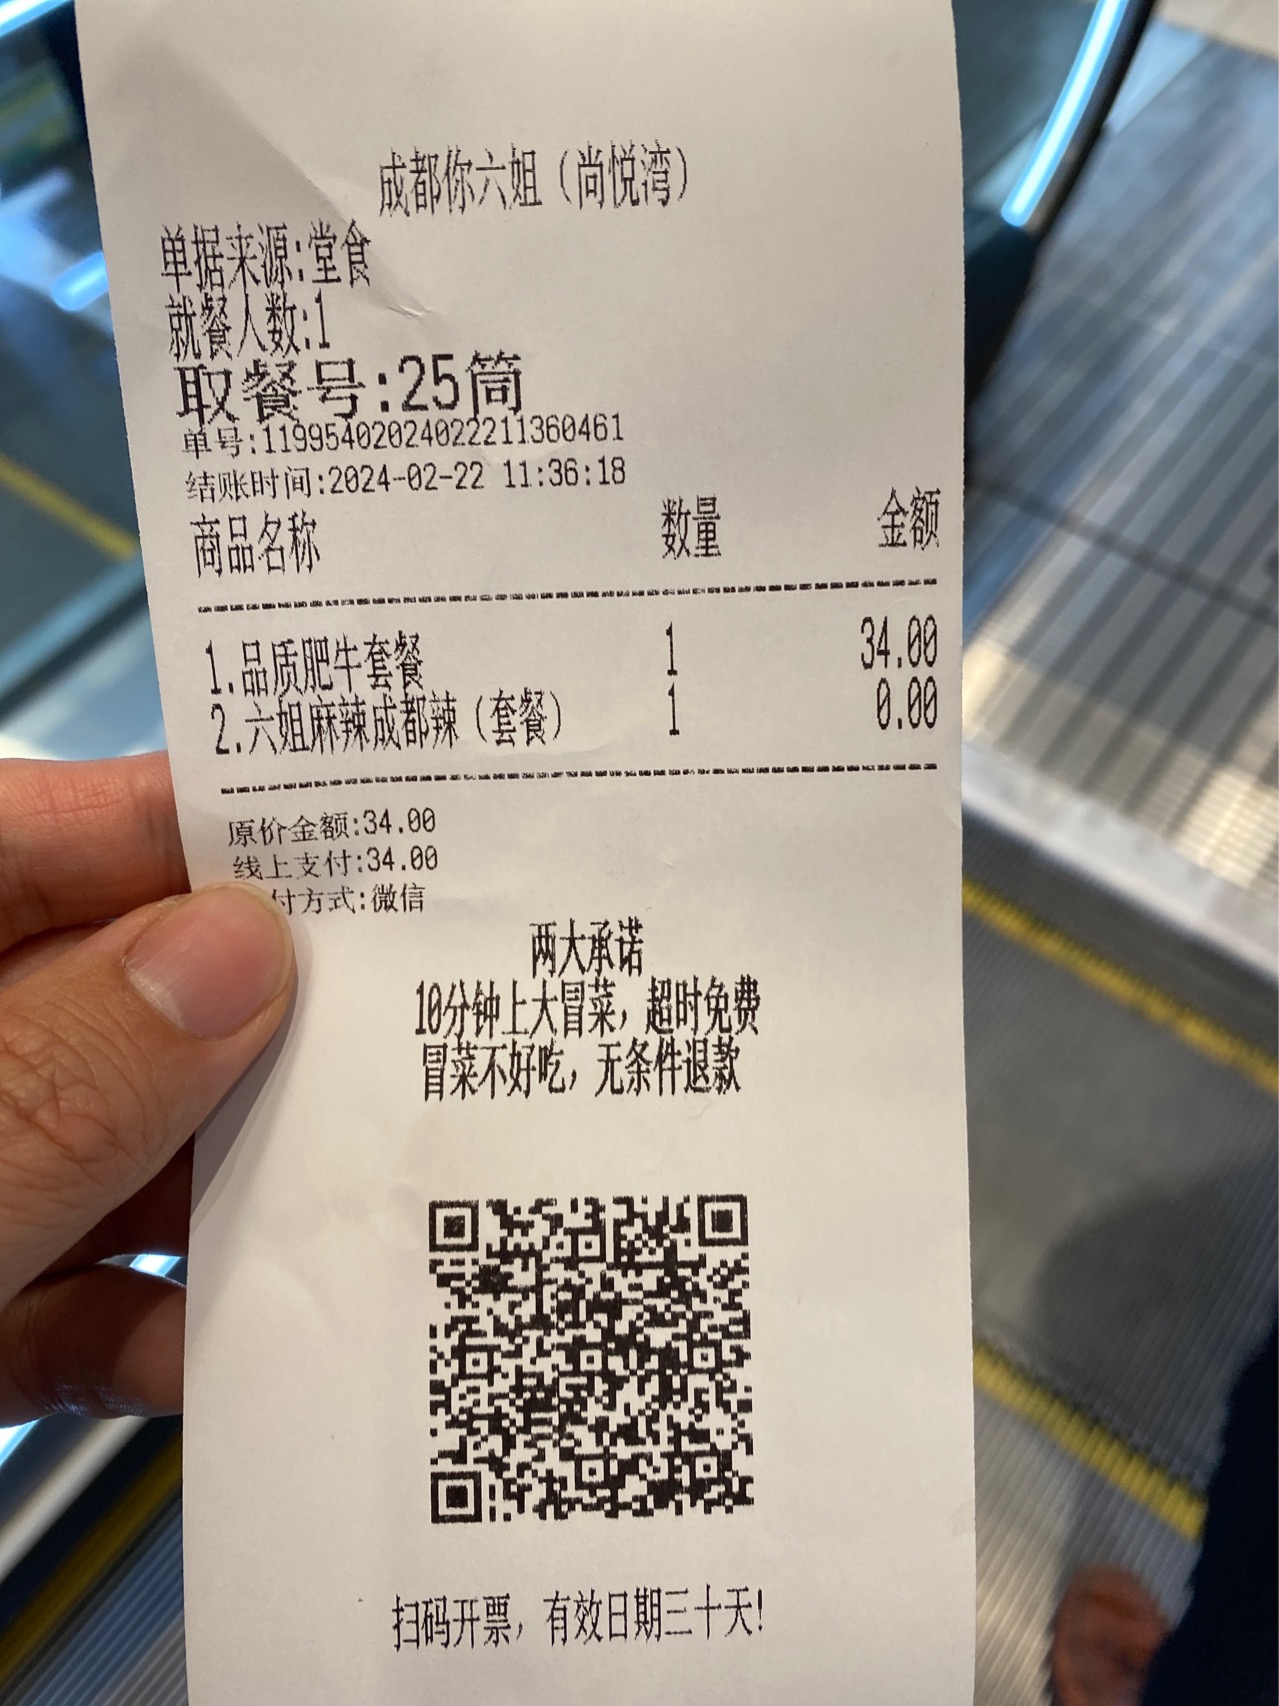 成都你六姐（尚悦湾）
单据来源:堂食
就餐人数:1
取餐号:25筒
单号:11995402024022211360461
结账时间:2024-02-22 11:36:18
商品名称 数量 金额
1.品质肥牛套餐 1 34.00
2.六姐麻辣成都辣（套餐） 1 0.00
原价金额:34.00
线上支付:34.00
付方式:微信
两大承诺
10分钟上大冒菜，超时免费
冒菜不好吃，无条件退款
扫码开票，有效日期三十天!